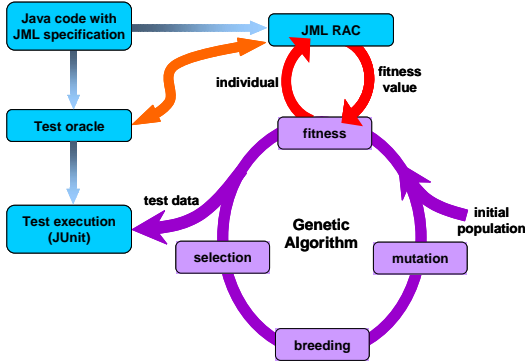 Java code with
JML specification
JML RAC
individual
fitness
value
Test oracle
fitness
test data
Test execution
(JUnit)
Genetic
Algorithm
initial
population
selection
mutation
breeding